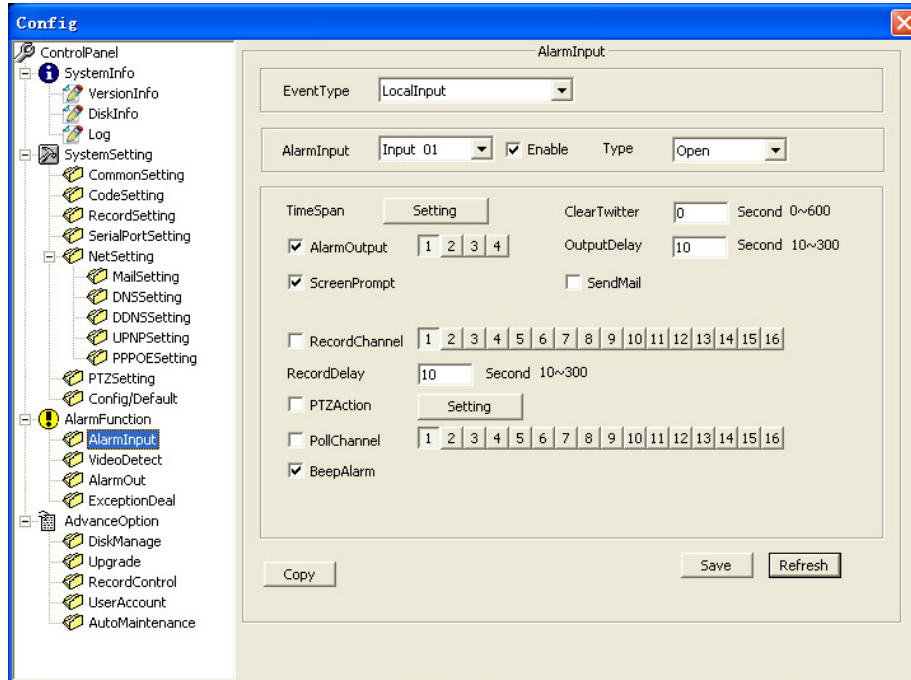 Config
ControlPanel
SystemInfo
VersionInfo
DiskInfo
Log
SystemSetting
CommonSetting
CodeSetting
RecordSetting
SerialPortSetting
NetSetting
MailSetting
DNSSetting
DDNSSetting
UPNPSetting
PPPOESetting
PTZSetting
Config/Default
AlarmFunction
AlarmInput
VideoDetect
AlarmOut
ExceptionDeal
AdvanceOption
DiskManage
Upgrade
RecordControl
UserAccount
AutoMaintenance
AlarmInput
EventType LocalInput
AlarmInput Input 01 Enable Type Open
TimeSpan Setting ClearTwitter 0 Second 0~600
AlarmOutput 1 2 3 4 OutputDelay 10 Second 10~300
ScreenPrompt SendMail
RecordChannel 1 2 3 4 5 6 7 8 9 10 11 12 13 14 15 16
RecordDelay 10 Second 10~300
PTZAction Setting
PollChannel 1 2 3 4 5 6 7 8 9 10 11 12 13 14 15 16
BeepAlarm
Copy Save Refresh